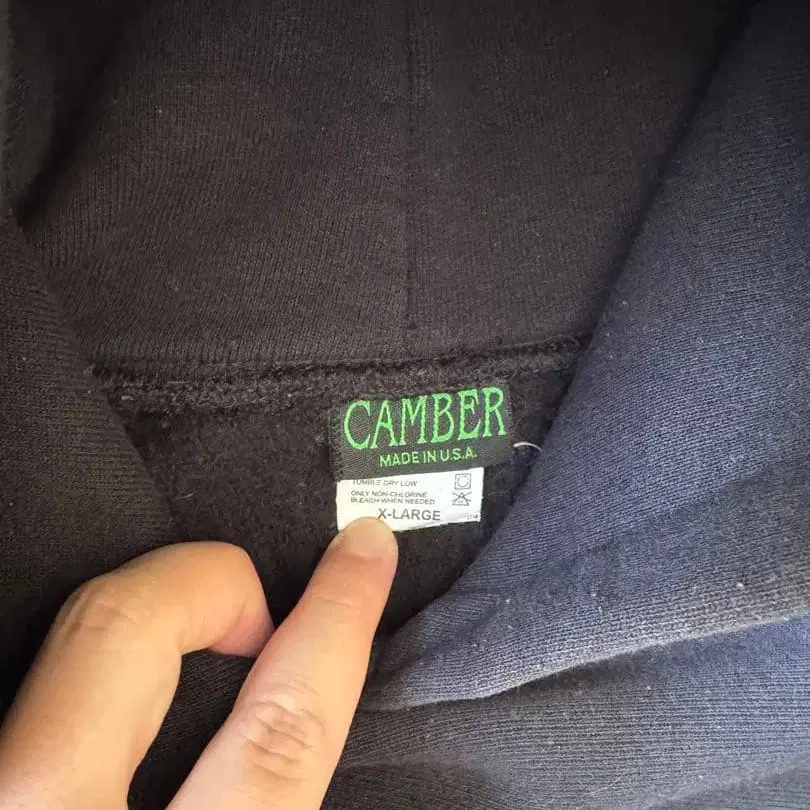 CAMBER
MADE IN U.S.A.
TUMBLE DRY LOW
ONLY NON-CHLORINE
BLEACH WHEN NEEDED
X-LARGE